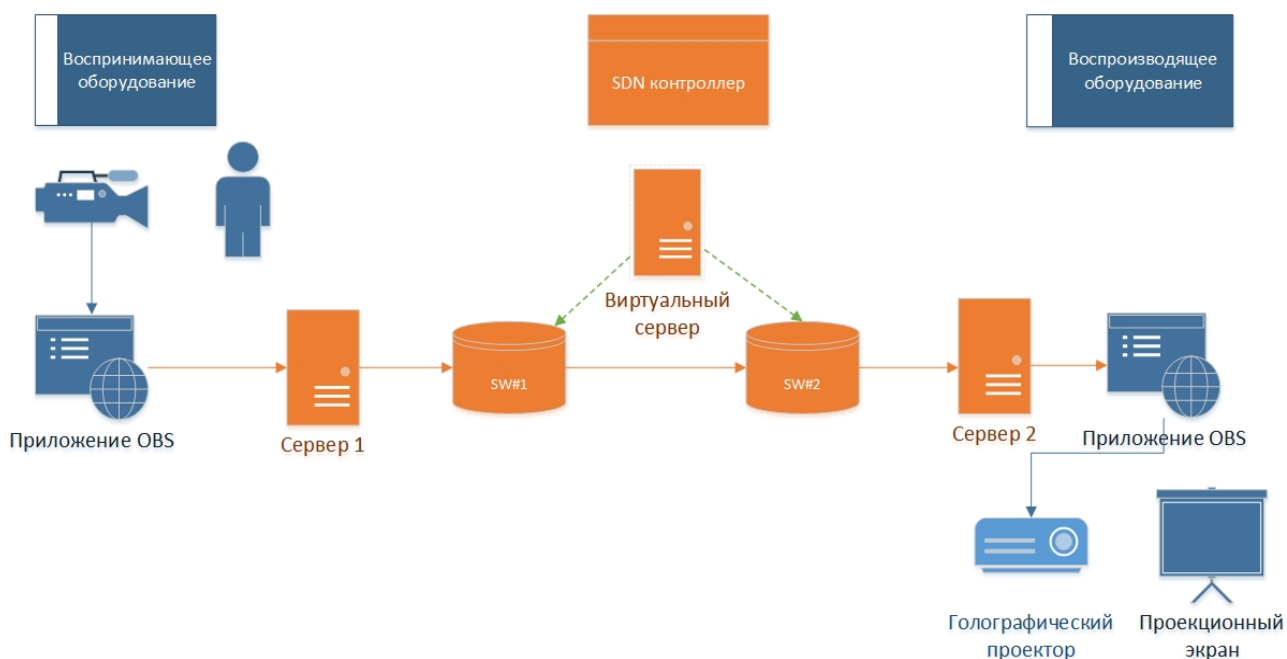 Воспринимающее
оборудование
SDN контроллер
Воспроизводящее
оборудование
Виртуальный
сервер
SW#1
SW#2
Приложение OBS
Сервер 1
Сервер 2
Приложение OBS
Голографический
проектор
Проекционный
экран